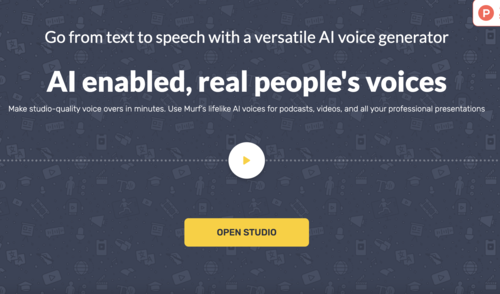 P
Go from text to speech with a versatile AI voice generator
AI enabled, real people's voices
Make studio-quality voice overs in minutes. Use Murf's lifelike AI voices for podcasts, videos, and all your professional presentations
OPEN STUDIO